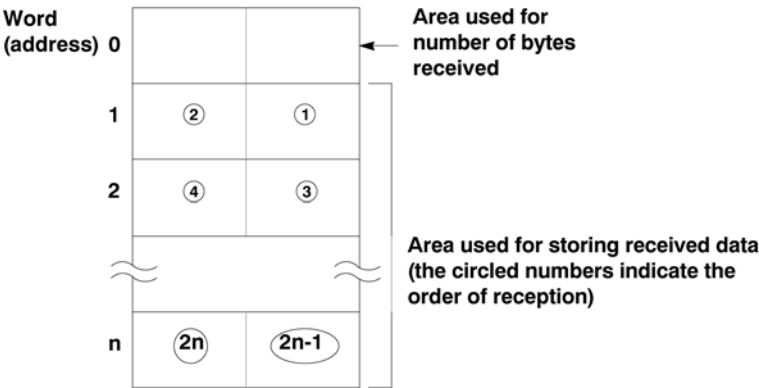 Word
(address) 0
Area used for
number of bytes
received
1
2
1
2
4
3
Area used for storing received data
(the circled numbers indicate the
order of reception)
n
2n
2n-1